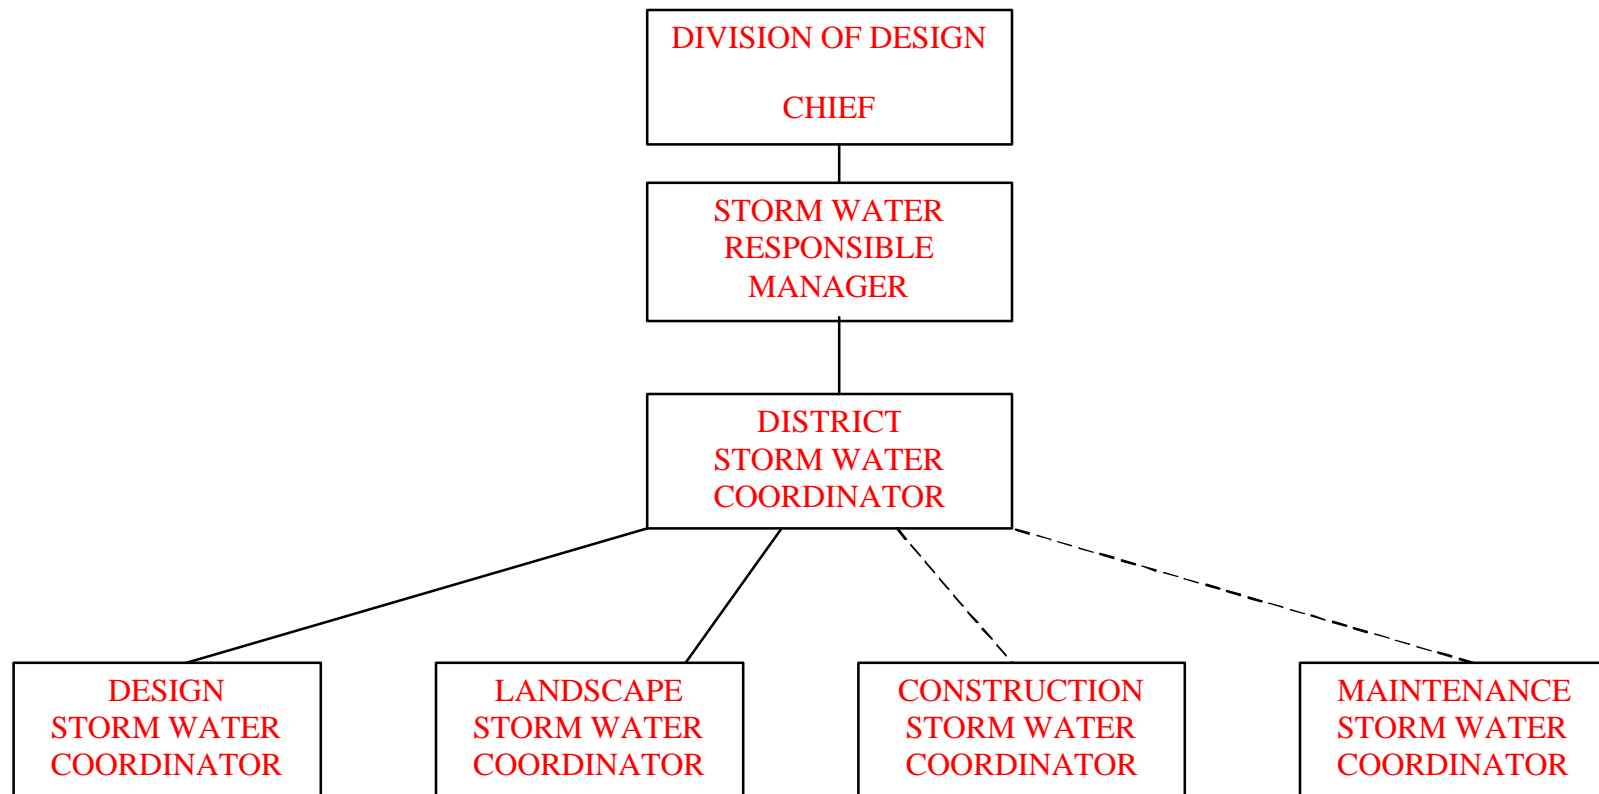 DIVISION OF DESIGN
CHIEF
STORM WATER
RESPONSIBLE
MANAGER
DISTRICT
STORM WATER
COORDINATOR
DESIGN
STORM WATER
COORDINATOR
LANDSCAPE
STORM WATER
COORDINATOR
CONSTRUCTION
STORM WATER
COORDINATOR
MAINTENANCE
STORM WATER
COORDINATOR